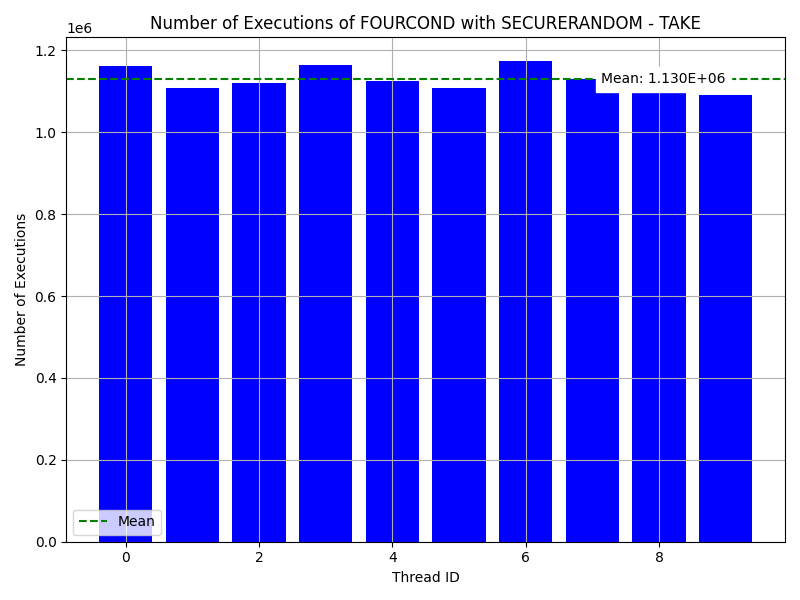 Number of Executions of FOURCOND with SECURERANDOM - TAKE
1e6
1.2
1.0
0.8
0.6
0.4
0.2
0.0
Number of Executions
Mean: 1.130E+06
Mean
0 2 4 6 8
Thread ID